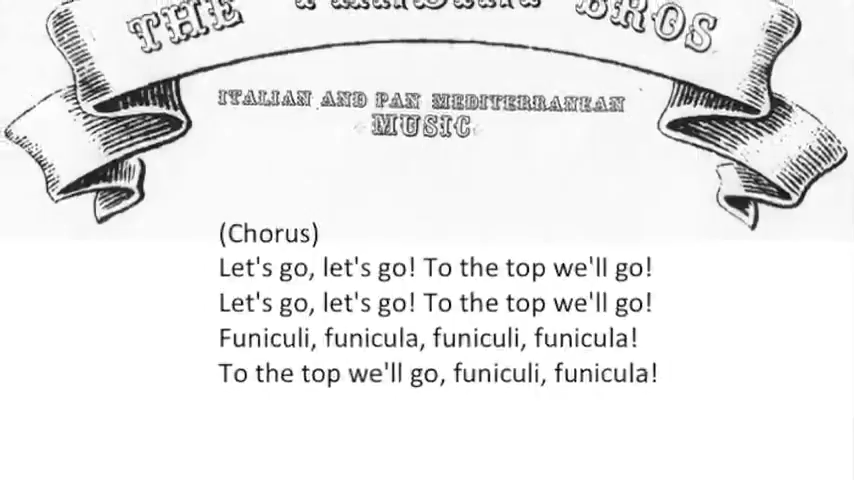 THE BROS
ITALIAN AND PAN MEDITERRANEAN
MUSIC
(Chorus)
Let's go, let's go! To the top we'll go!
Let's go, let's go! To the top we'll go!
Funiculi, funicula, funiculi, funicula!
To the top we'll go, funiculi, funicula!